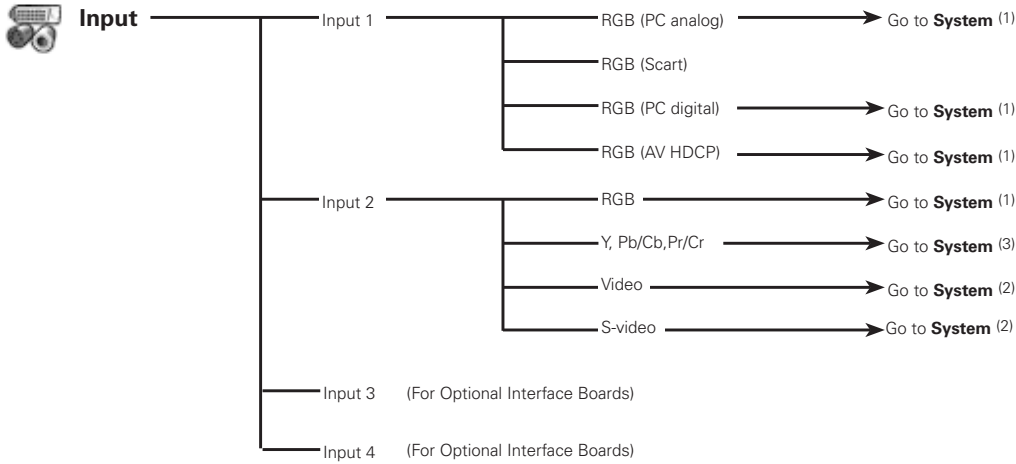 Input
Input 1
RGB (PC analog)
Go to System (1)
RGB (Scart)
RGB (PC digital)
Go to System (1)
RGB (AV HDCP)
Go to System (1)
Input 2
RGB
Go to System (1)
Y, Pb/Cb,Pr/Cr
Go to System (3)
Video
Go to System (2)
S-video
Go to System (2)
Input 3 (For Optional Interface Boards)
Input 4 (For Optional Interface Boards)